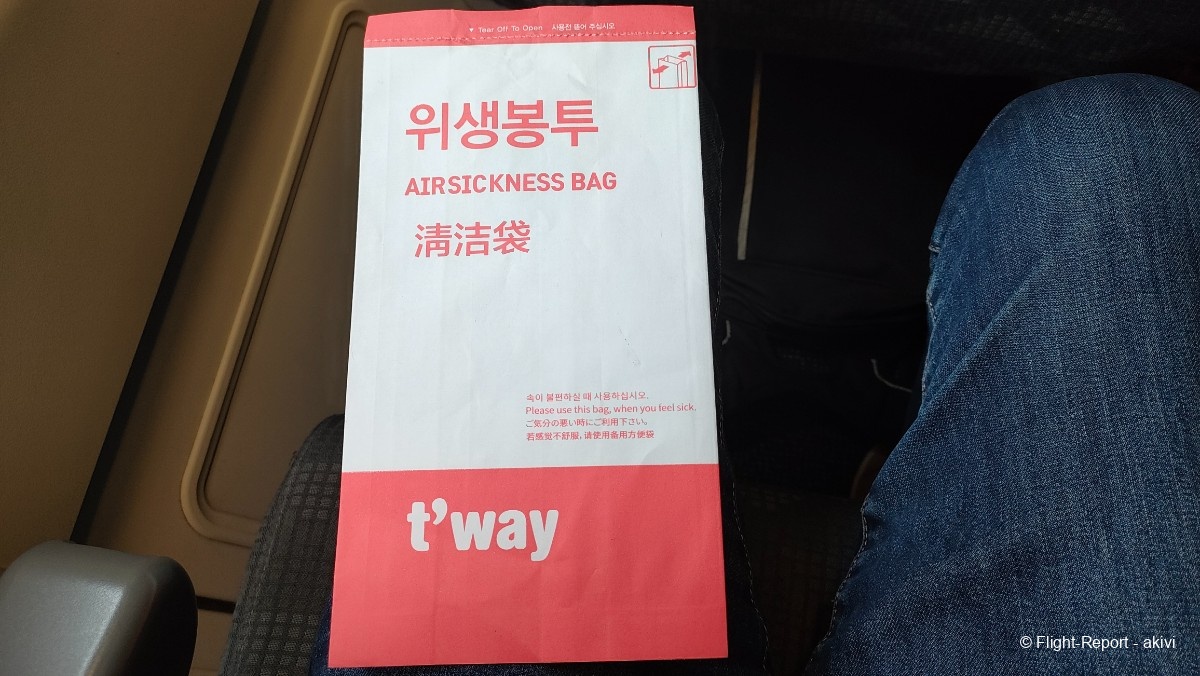 ▼ Tear Off To Open 사용전 뜯어 주십시오
위생봉투
AIRSICKNESS BAG
淸洁袋
속이 불편하실 때 사용하십시오.
Please use this bag, when you feel sick.
ご気分の悪い時にご利用下さい。
若感觉不舒服, 请使用备用方便袋
t'way
© Flight-Report - akivi